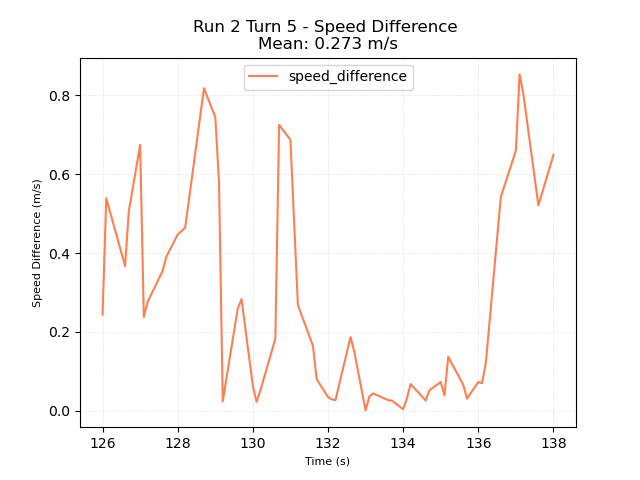 Run 2 Turn 5 - Speed Difference
Mean: 0.273 m/s
speed_difference
Speed Difference (m/s)
0.8
0.6
0.4
0.2
0.0
126 128 130 132 134 136 138
Time (s)